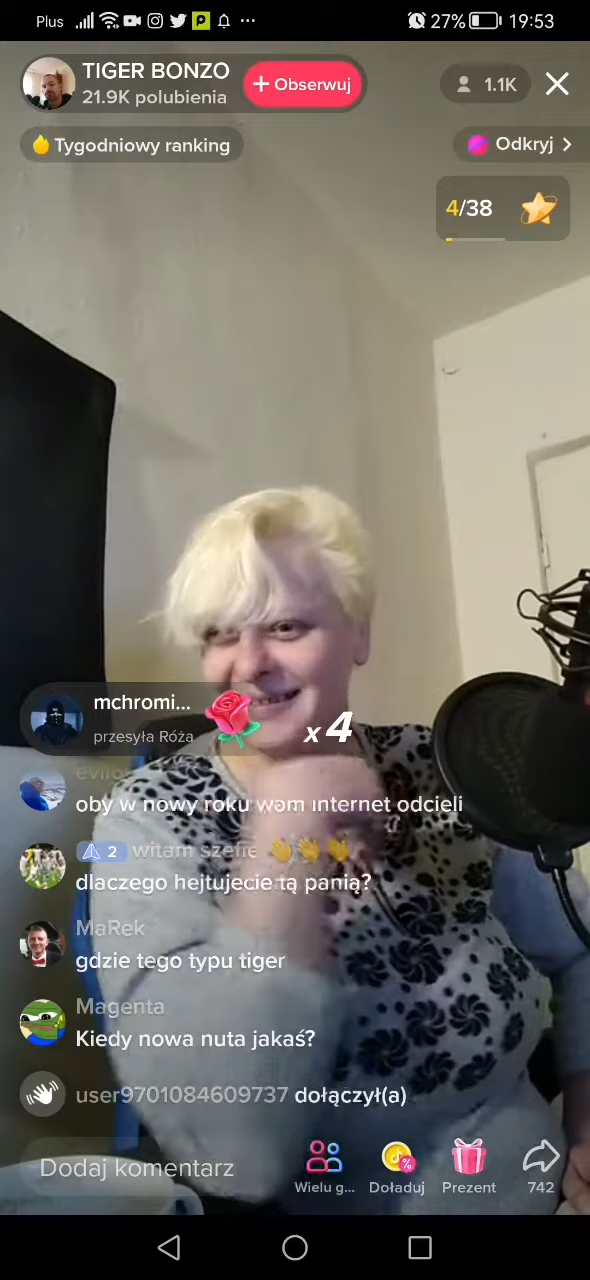 Plus 27% 19:53
TIGER BONZO
21.9K polubienia
+ Obserwuj
1.1K
Tygodniowy ranking
Odkryj
4/38
mchromi...
przesyła Róża
x4
oby w nowy roku wam internet odcieli
2 witam szefie
dlaczego hejtujecie tą panią?
MaRek
gdzie tego typu tiger
Magenta
Kiedy nowa nuta jakaś?
user9701084609737 dołączył(a)
Dodaj komentarz
Wielu g...
Doładuj
Prezent
742